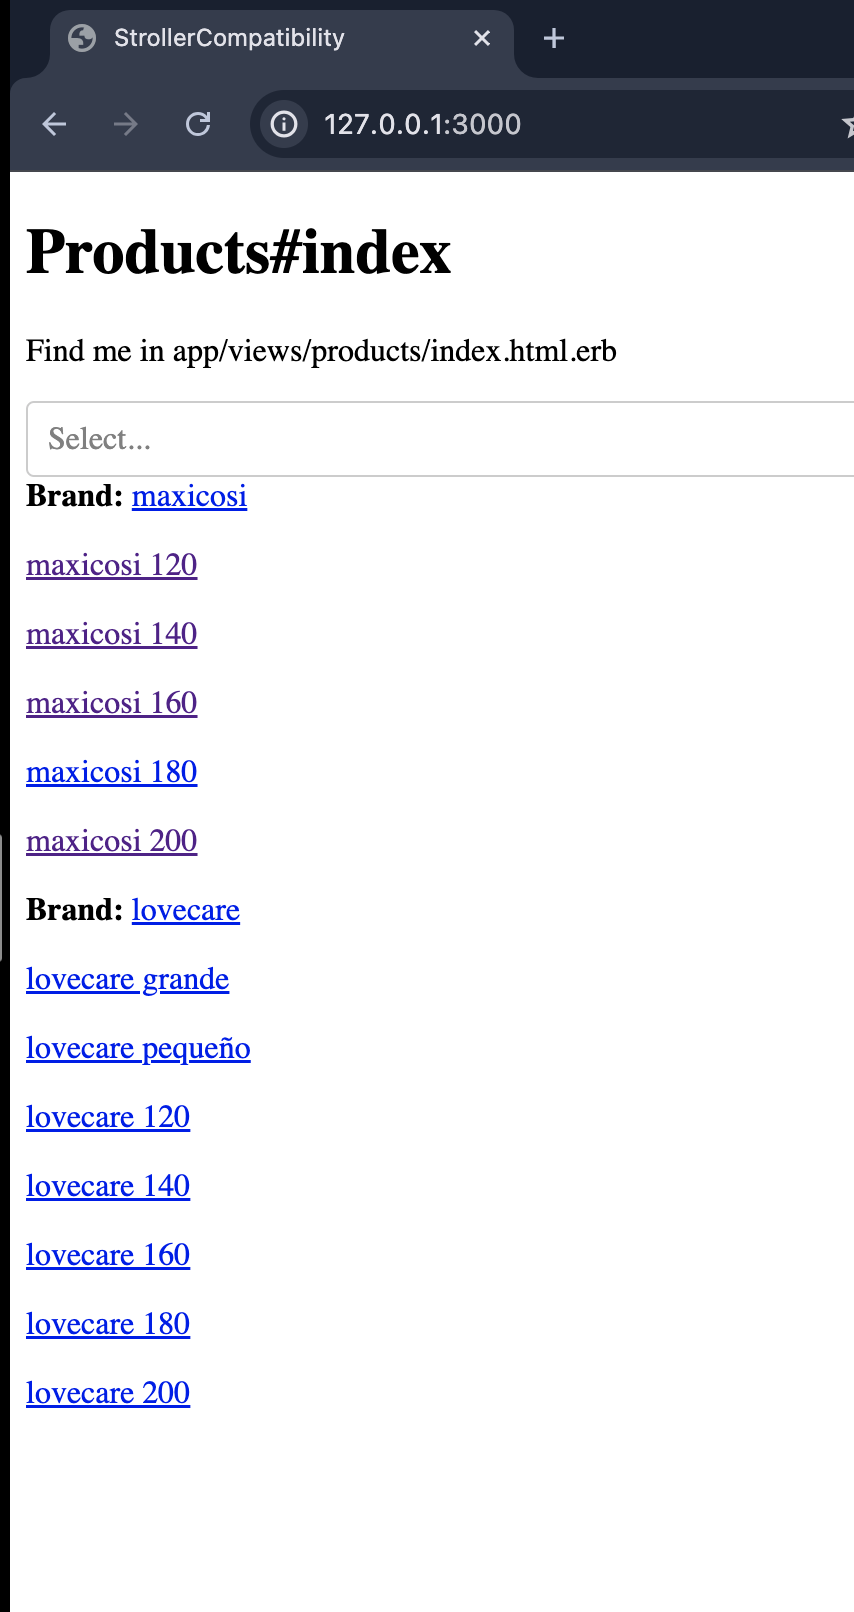 StrollerCompatibility
127.0.0.1:3000
Products#index
Find me in app/views/products/index.html.erb
Select...
Brand: maxicosi
maxicosi 120
maxicosi 140
maxicosi 160
maxicosi 180
maxicosi 200
Brand: lovecare
lovecare grande
lovecare pequeño
lovecare 120
lovecare 140
lovecare 160
lovecare 180
lovecare 200